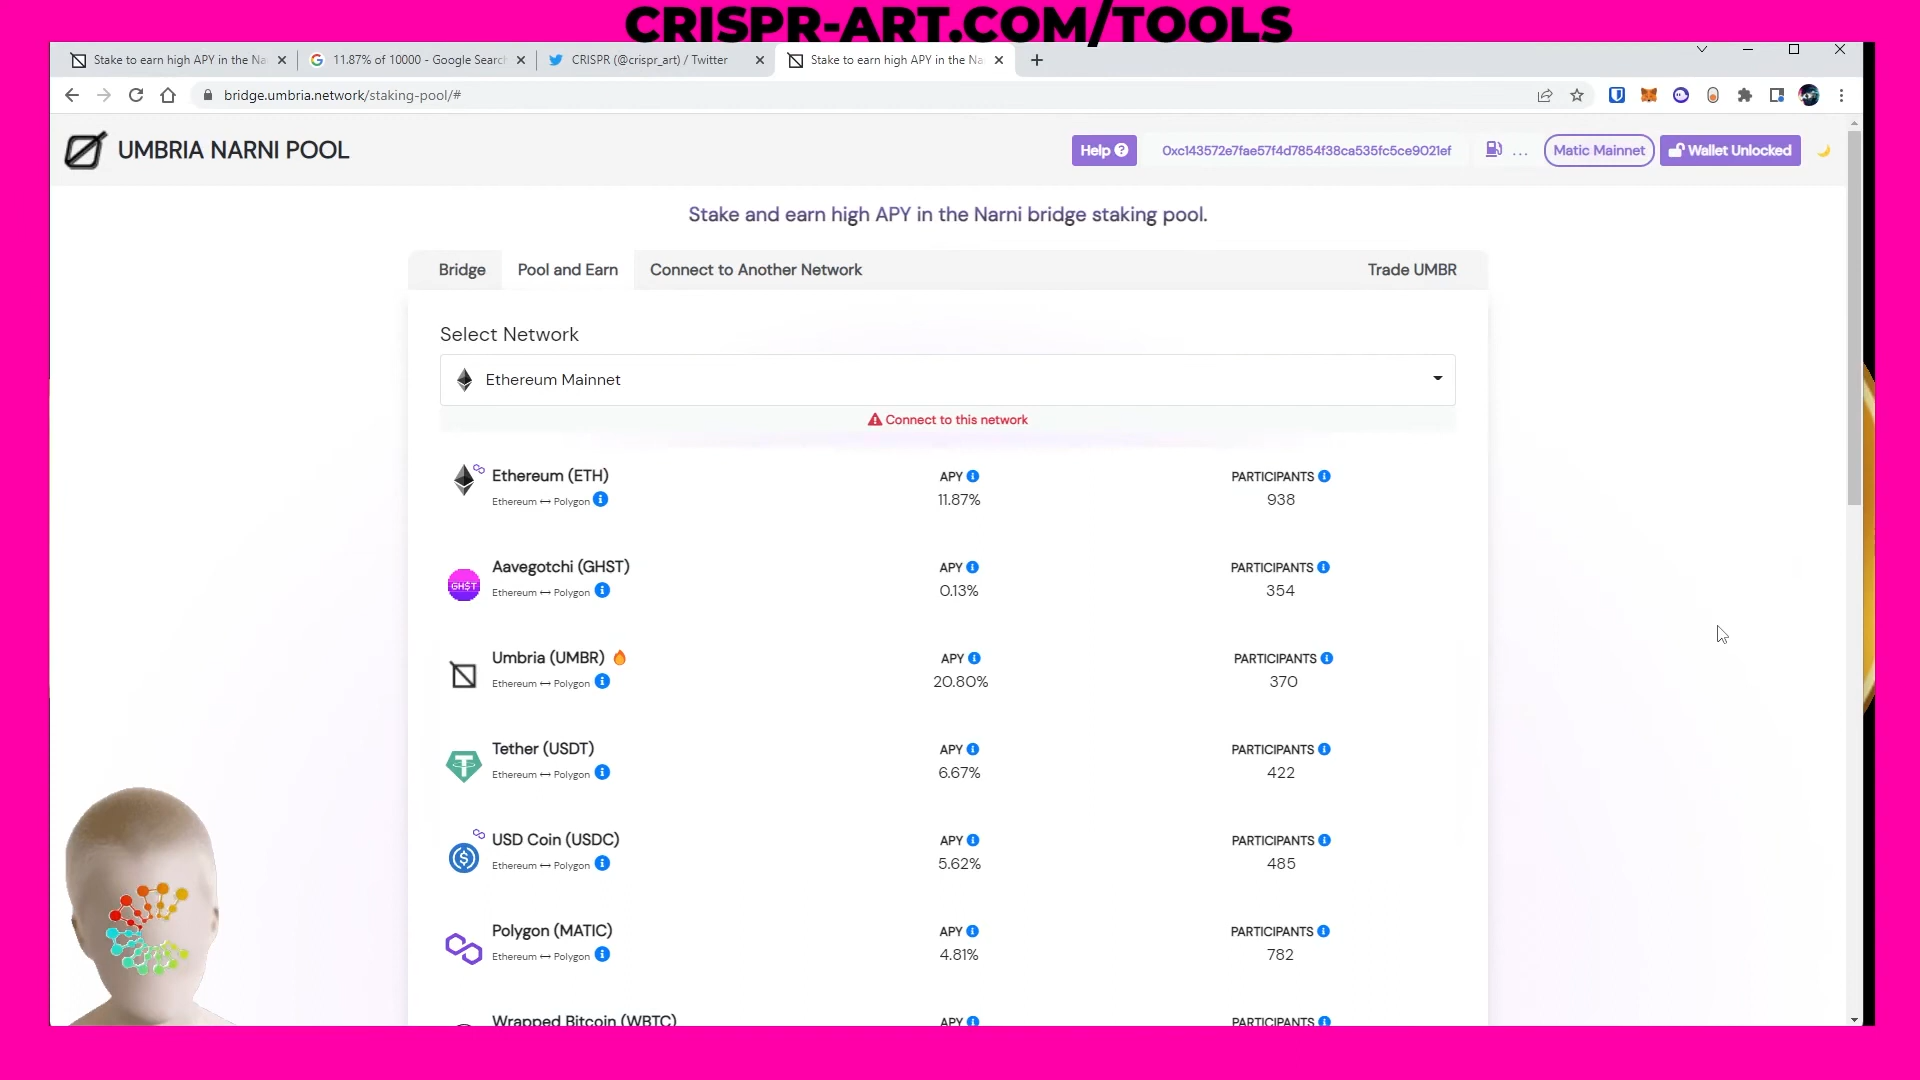 CRISPR-ART.COM/TOOLS
Stake to earn high APY in the Na
11.87% of 10000 - Google Search
CRISPR (@crispr_art) / Twitter
Stake to earn high APY in the Na
bridge.umbria.network/staking-pool/#
UMBRIA NARNI POOL
Help
0xc143572e7fae57f4d7854f38ca535fc5ce9021ef
...
Matic Mainnet
Wallet Unlocked
Stake and earn high APY in the Narni bridge staking pool.
Bridge
Pool and Earn
Connect to Another Network
Trade UMBR
Select Network
Ethereum Mainnet
Connect to this network
Ethereum (ETH)
Ethereum ↔ Polygon
APY
11.87%
PARTICIPANTS
938
GHST
Aavegotchi (GHST)
Ethereum ↔ Polygon
APY
0.13%
PARTICIPANTS
354
Umbria (UMBR)
Ethereum ↔ Polygon
APY
20.80%
PARTICIPANTS
370
Tether (USDT)
Ethereum ↔ Polygon
APY
6.67%
PARTICIPANTS
422
USD Coin (USDC)
Ethereum ↔ Polygon
APY
5.62%
PARTICIPANTS
485
Polygon (MATIC)
Ethereum ↔ Polygon
APY
4.81%
PARTICIPANTS
782
Wrapped Bitcoin (WBTC)
APY
PARTICIPANTS